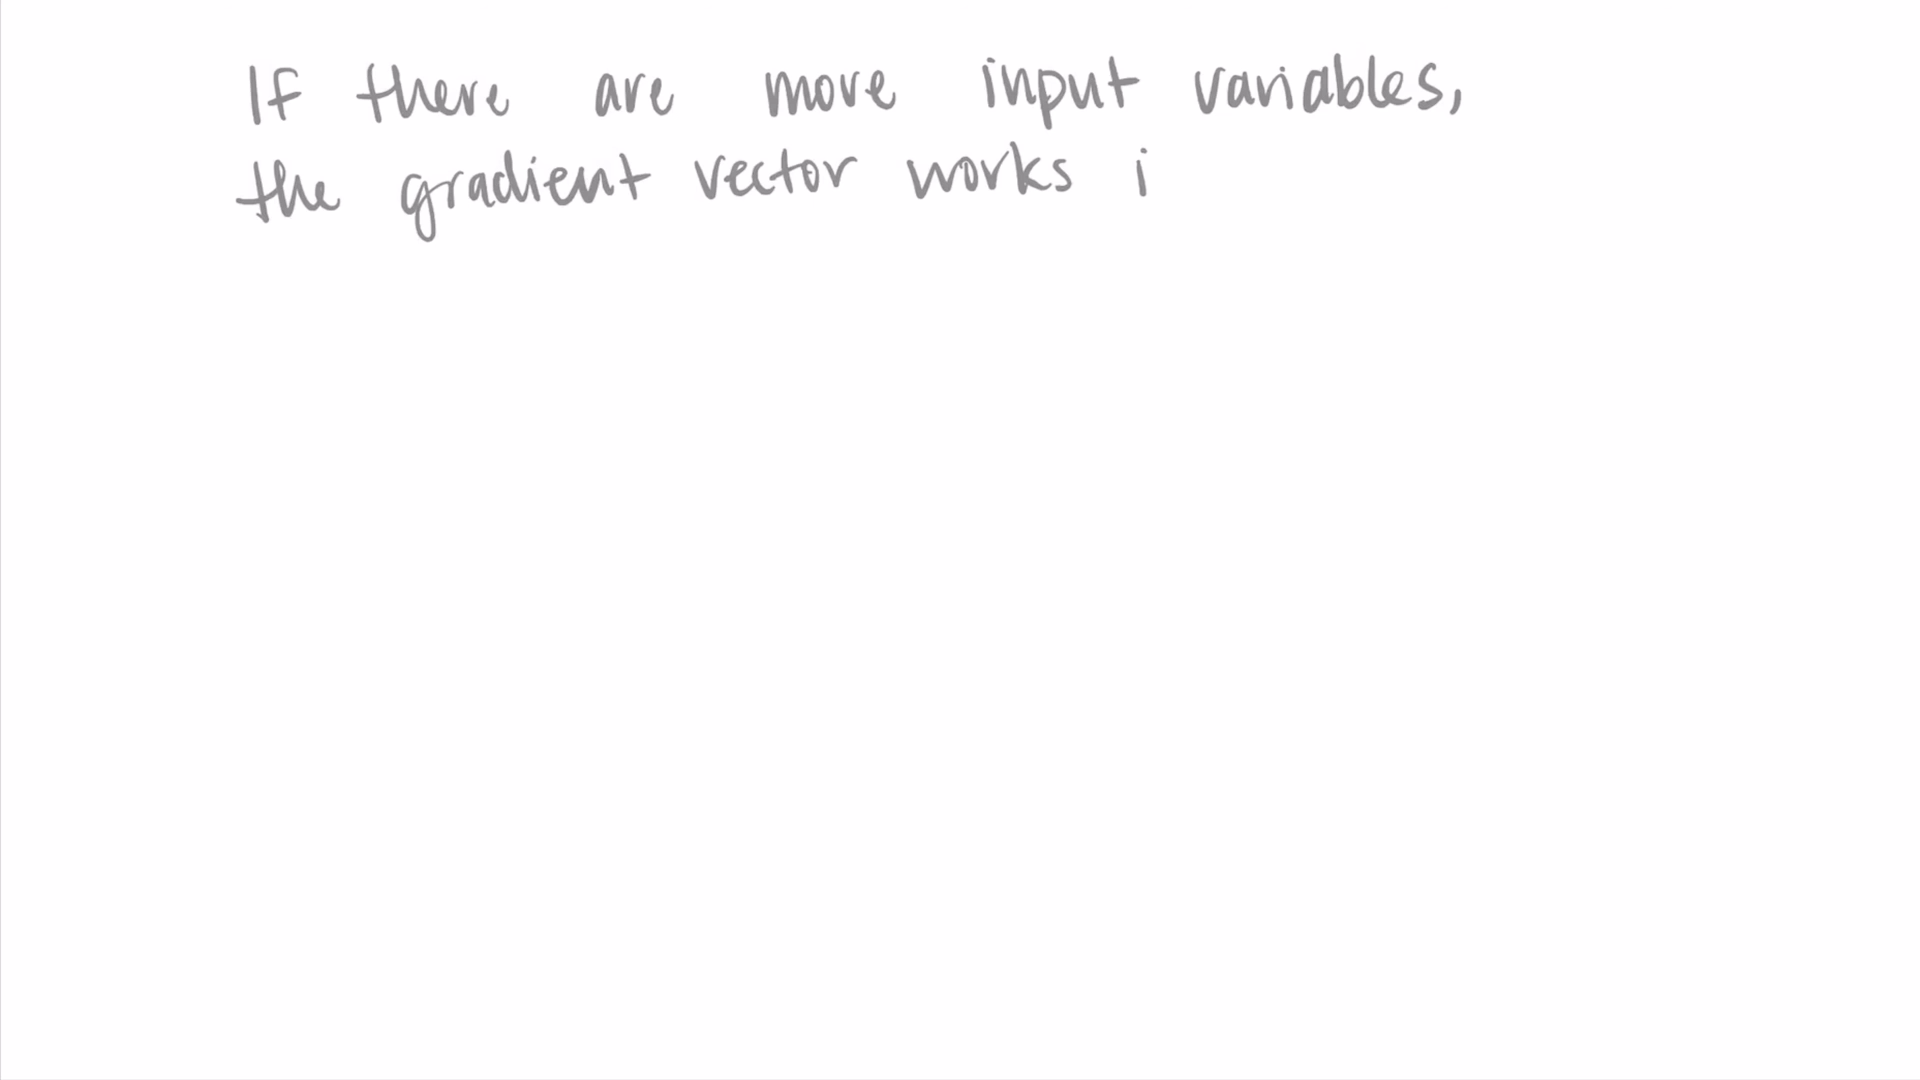 If there are more input variables,
the gradient vector works i